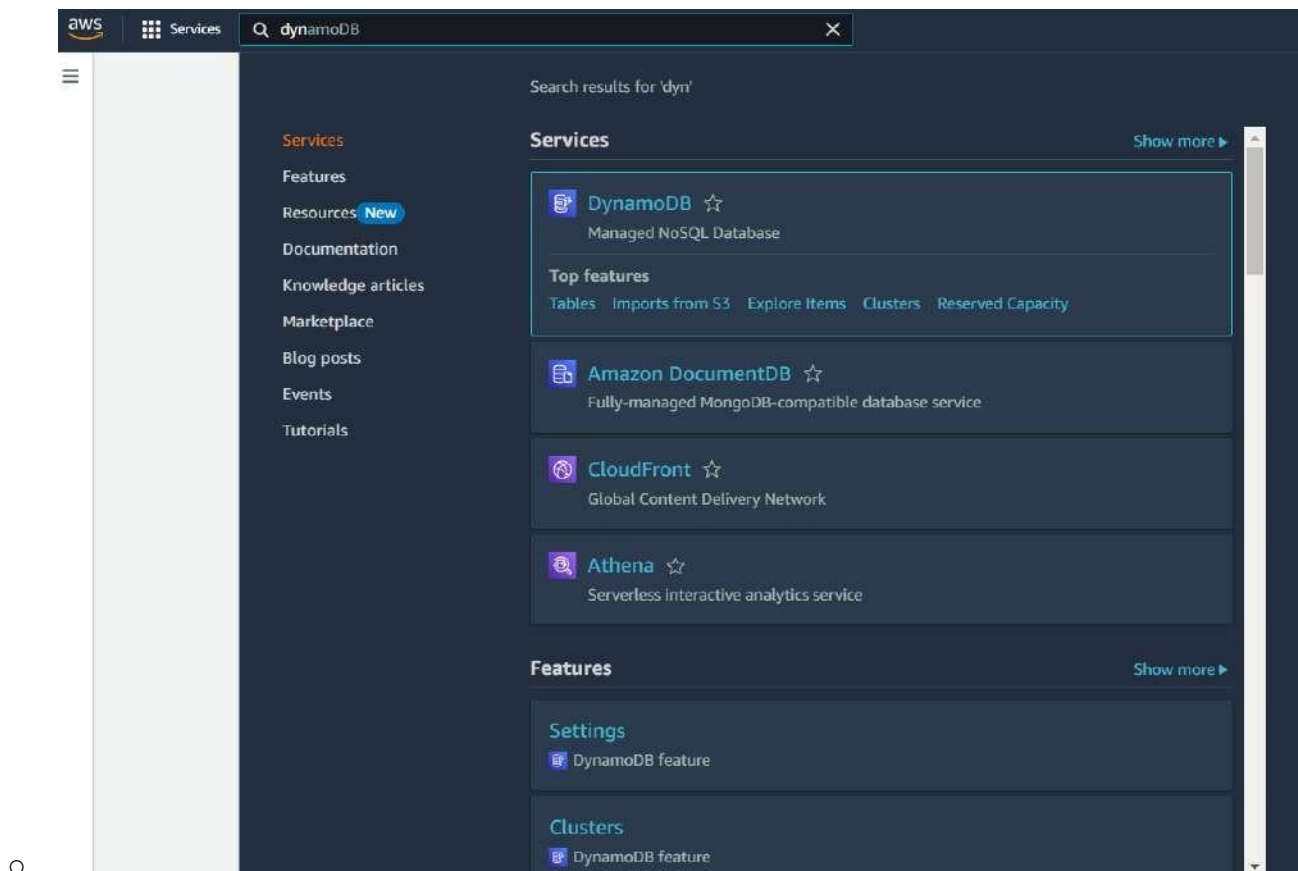 aws
Services
dynamoDB
Search results for 'dyn'
Services
Features
Resources New
Documentation
Knowledge articles
Marketplace
Blog posts
Events
Tutorials
Services
Show more
DynamoDB
Managed NoSQL Database
Top features
Tables Imports from S3 Explore Items Clusters Reserved Capacity
Amazon DocumentDB
Fully-managed MongoDB-compatible database service
CloudFront
Global Content Delivery Network
Athena
Serverless interactive analytics service
Features
Show more
Settings
DynamoDB feature
Clusters
DynamoDB feature